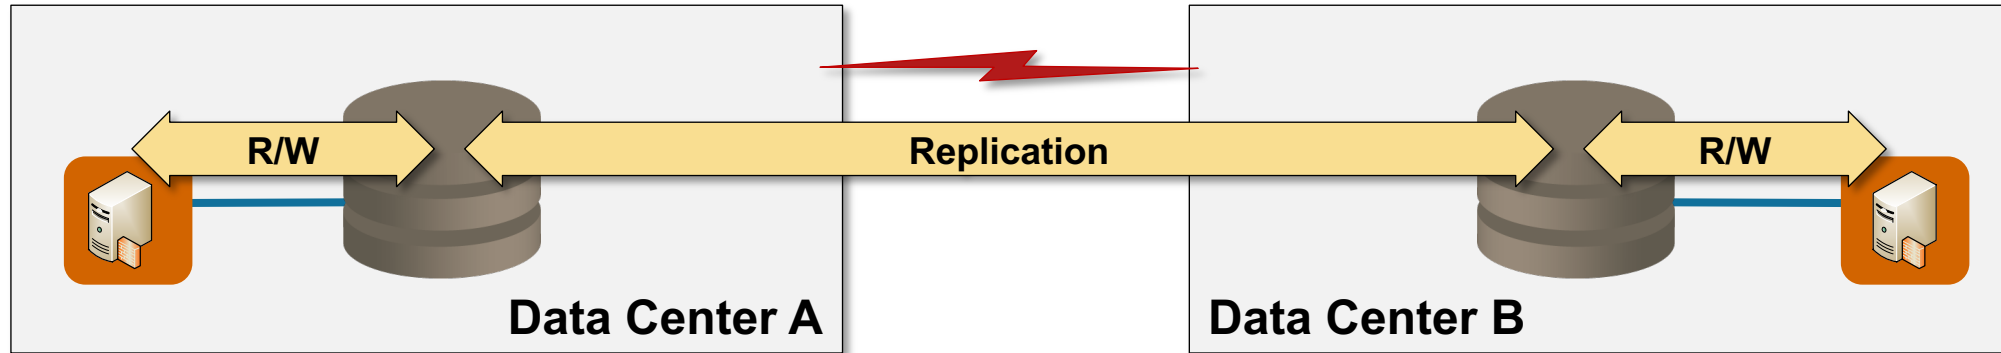 R/W
Replication
R/W
Data Center A
Data Center B